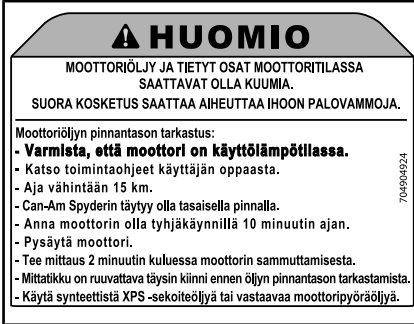 HUOMIO
MOOTTORIÖLJY JA TIETYT OSAT MOOTTORITILASSA
SAATTAVAT OLLA KUUMIA.
SUORA KOSKETUS SAATTAA AIHEUTTAA IHOON PALOVAMMOJA.
Moottoriöljyn pinnantason tarkastus:
- Varmista, että moottori on käyttölämpötilassa.
- Katso toimintaohjeet käyttäjän oppaasta.
- Aja vähintään 15 km.
- Can-Am Spyderin täytyy olla tasaisella pinnalla.
- Anna moottorin olla tyhjäkäynnillä 10 minuutin ajan.
- Pysäytä moottori.
- Tee mittaus 2 minuutin kuluessa moottorin sammuttamisesta.
- Mittatikku on ruuvattava täysin kiinni ennen öljyn pinnantason tarkastamista.
- Käytä synteettistä XPS -sekoiteöljyä tai vastaavaa moottoripyöräöljyä.
704904924